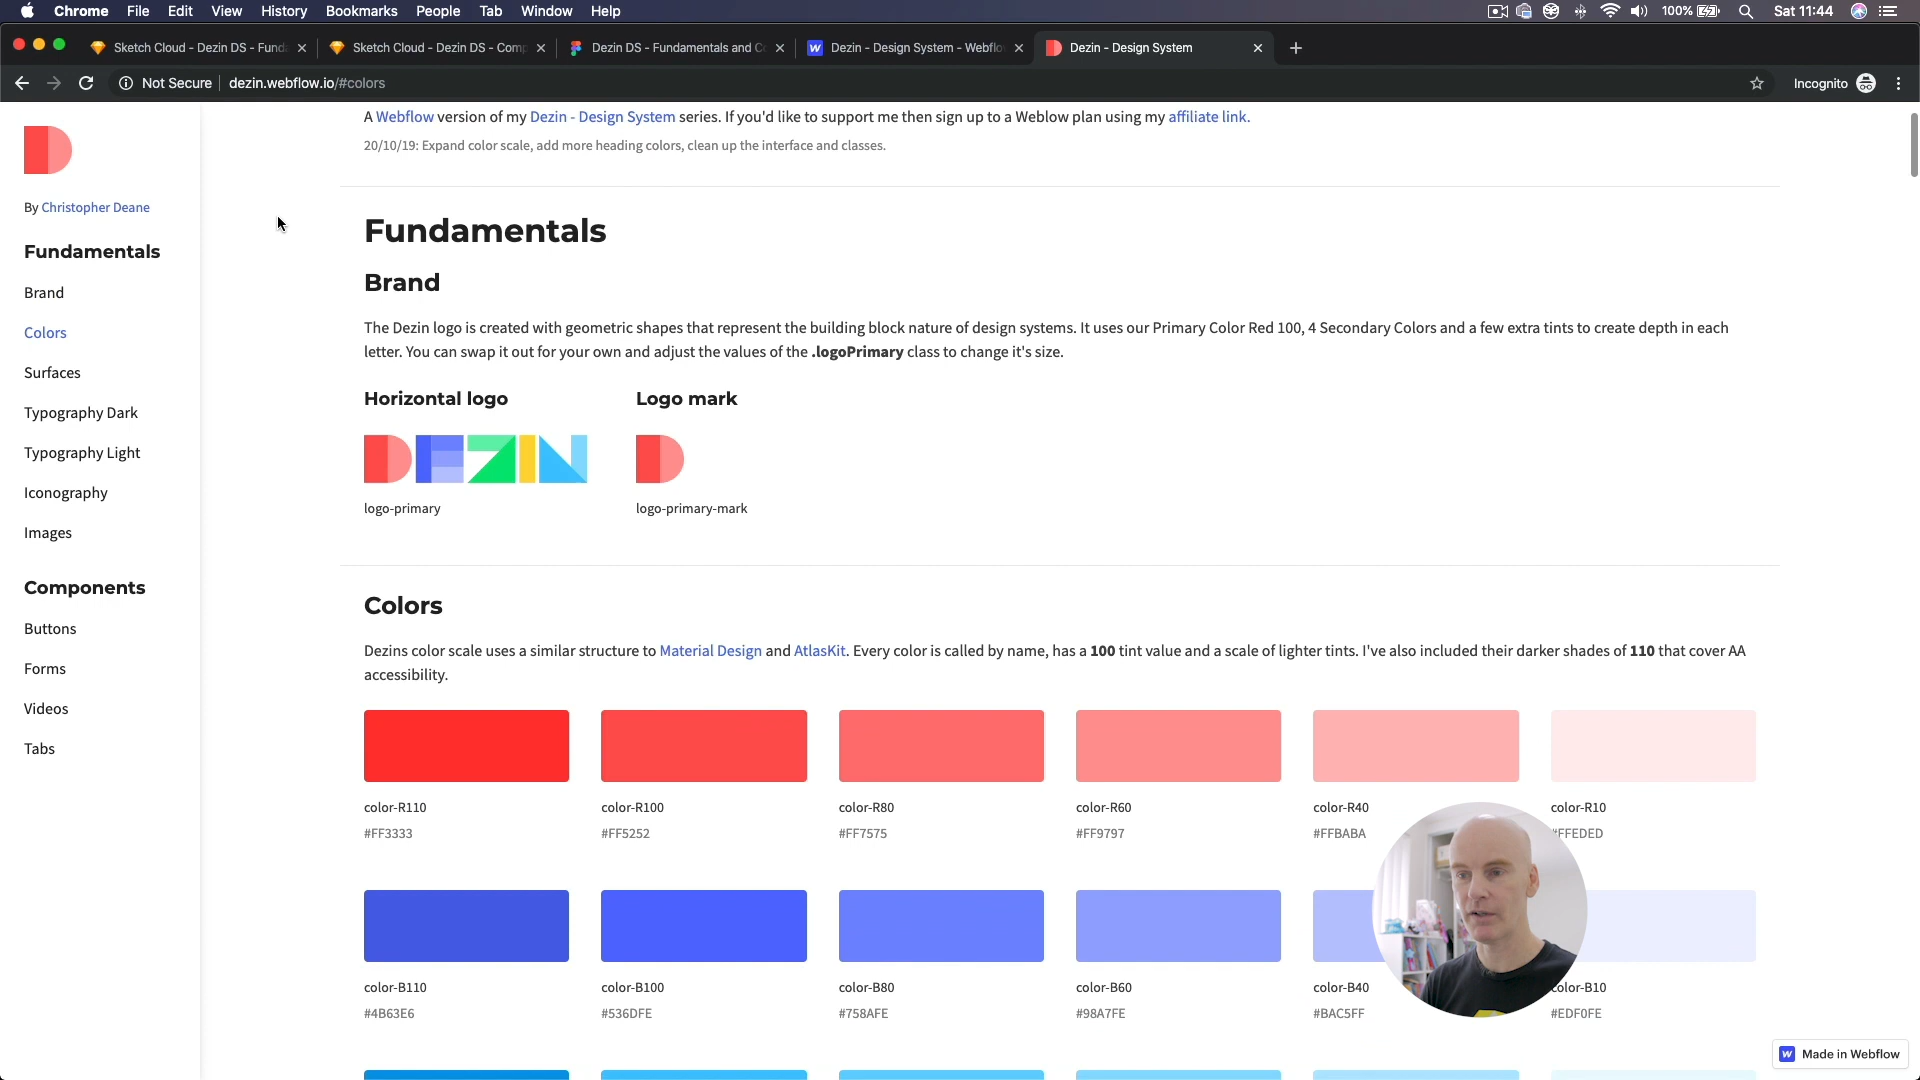 Chrome File Edit View History Bookmarks People Tab Window Help 100% Sat 11:44
Sketch Cloud - Dezin DS - Fund
Sketch Cloud - Dezin DS - Comp
Dezin DS - Fundamentals and C
Dezin - Design System - Webflo
Dezin - Design System
Not Secure dezin.webflow.io/#colors Incognito
By Christopher Deane
Fundamentals
Brand
Colors
Surfaces
Typography Dark
Typography Light
Iconography
Images
Components
Buttons
Forms
Videos
Tabs
A Webflow version of my Dezin - Design System series. If you'd like to support me then sign up to a Weblow plan using my affiliate link.
20/10/19: Expand color scale, add more heading colors, clean up the interface and classes.
Fundamentals
Brand
The Dezin logo is created with geometric shapes that represent the building block nature of design systems. It uses our Primary Color Red 100, 4 Secondary Colors and a few extra tints to create depth in each
letter. You can swap it out for your own and adjust the values of the .logoPrimary class to change it's size.
Horizontal logo Logo mark
DEZIN D
logo-primary logo-primary-mark
Colors
Dezins color scale uses a similar structure to Material Design and AtlasKit. Every color is called by name, has a 100 tint value and a scale of lighter tints. I've also included their darker shades of 110 that cover AA
accessibility.
color-R110 color-R100 color-R80 color-R60 color-R40 color-R10
#FF3333 #FF5252 #FF7575 #FF9797 #FFBABA #FFEDED
color-B110 color-B100 color-B80 color-B60 color-B40 color-B10
#4B63E6 #536DFE #758AFE #98A7FE #BAC5FF #EDF0FE
Made in Webflow